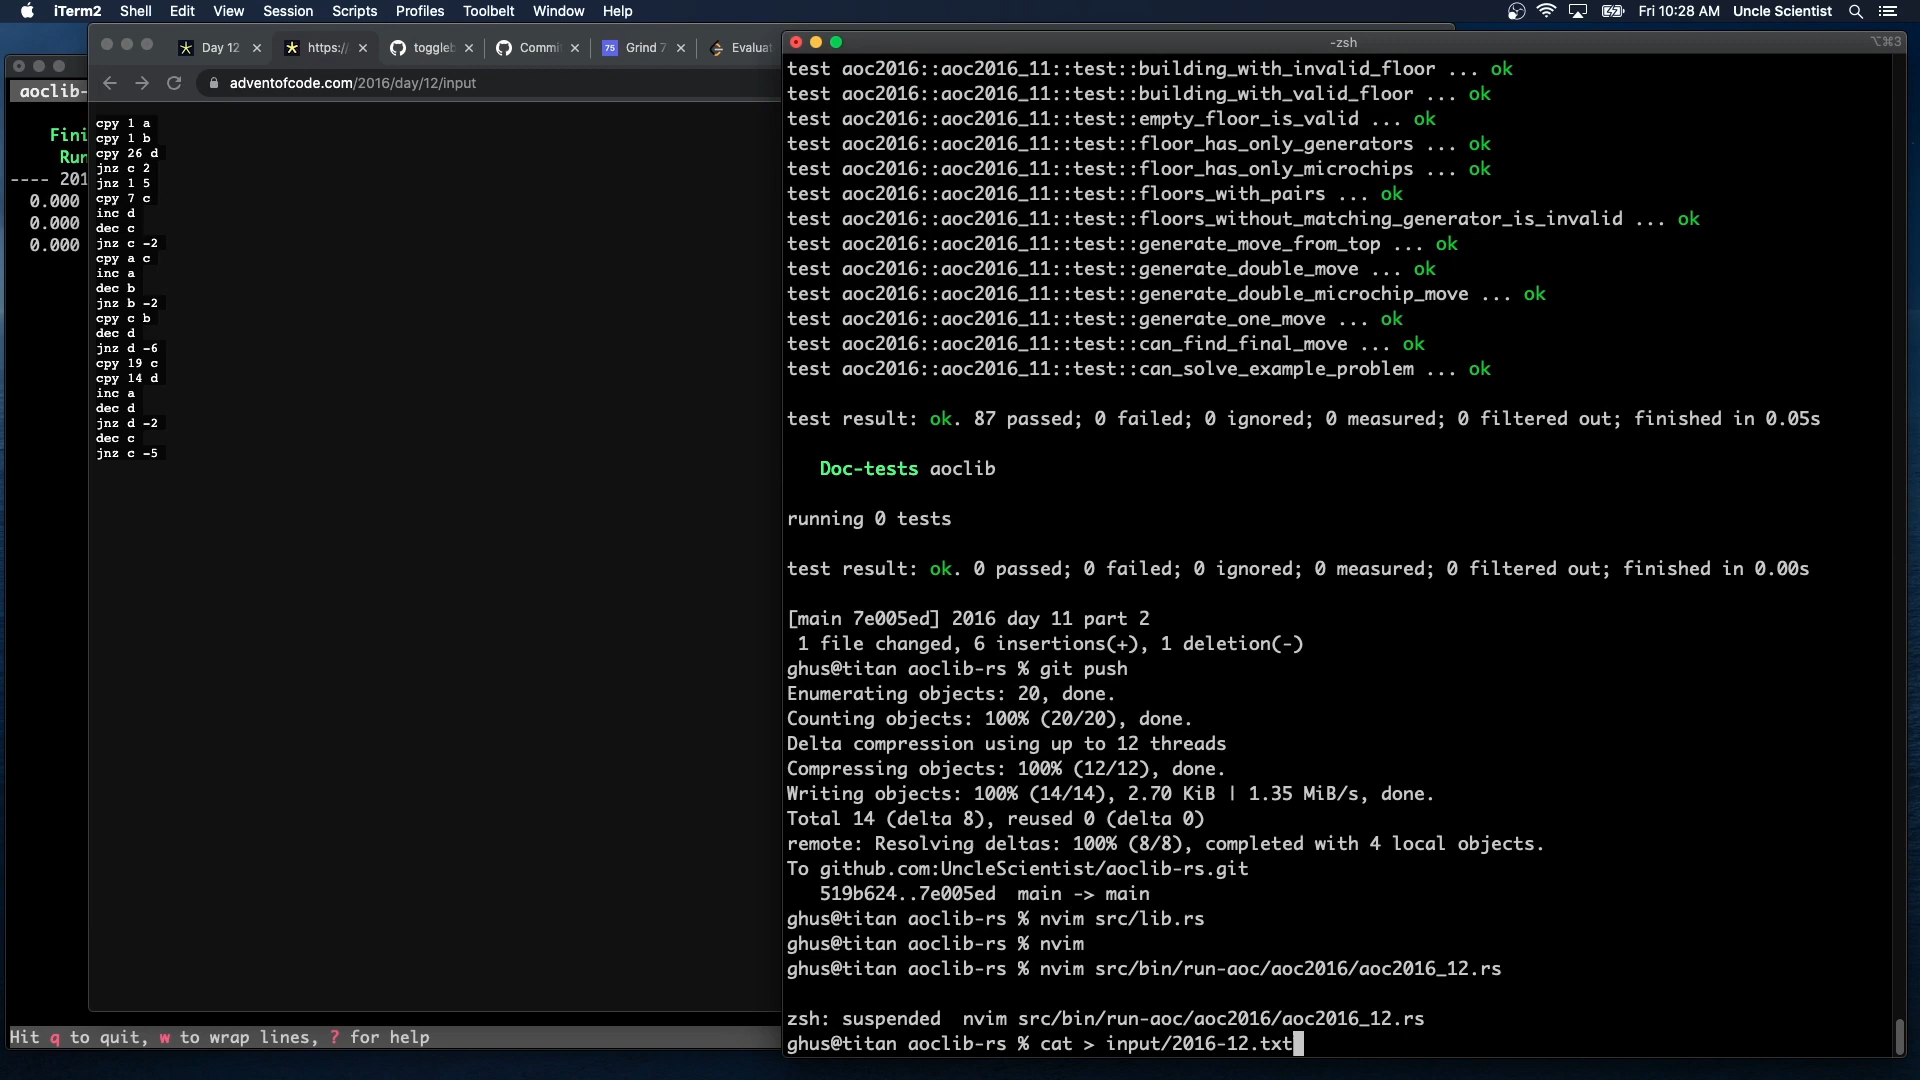 iTerm2 Shell Edit View Session Scripts Profiles Toolbelt Window Help Fri 10:28 AM Uncle Scientist
Day 12 https:/ toggleb Commi 75 Grind 7 Evaluat
adventofcode.com/2016/day/12/input
aoclib-
Fini
Run
---- 201
0.000
0.000
0.000
cpy 1 a
cpy 1 b
cpy 26 d
jnz c 2
jnz 1 5
cpy 7 c
inc d
dec c
jnz c -2
cpy a c
inc a
dec b
jnz b -2
cpy c b
dec d
jnz d -6
cpy 19 c
cpy 14 d
inc a
dec d
jnz d -2
dec c
jnz c -5
Hit q to quit, w to wrap lines, ? for help
-zsh ⌥⌘3
test aoc2016::aoc2016_11::test::building_with_invalid_floor ... ok
test aoc2016::aoc2016_11::test::building_with_valid_floor ... ok
test aoc2016::aoc2016_11::test::empty_floor_is_valid ... ok
test aoc2016::aoc2016_11::test::floor_has_only_generators ... ok
test aoc2016::aoc2016_11::test::floor_has_only_microchips ... ok
test aoc2016::aoc2016_11::test::floors_with_pairs ... ok
test aoc2016::aoc2016_11::test::floors_without_matching_generator_is_invalid ... ok
test aoc2016::aoc2016_11::test::generate_move_from_top ... ok
test aoc2016::aoc2016_11::test::generate_double_move ... ok
test aoc2016::aoc2016_11::test::generate_double_microchip_move ... ok
test aoc2016::aoc2016_11::test::generate_one_move ... ok
test aoc2016::aoc2016_11::test::can_find_final_move ... ok
test aoc2016::aoc2016_11::test::can_solve_example_problem ... ok
test result: ok. 87 passed; 0 failed; 0 ignored; 0 measured; 0 filtered out; finished in 0.05s
Doc-tests aoclib
running 0 tests
test result: ok. 0 passed; 0 failed; 0 ignored; 0 measured; 0 filtered out; finished in 0.00s
[main 7e005ed] 2016 day 11 part 2
1 file changed, 6 insertions(+), 1 deletion(-)
ghus@titan aoclib-rs % git push
Enumerating objects: 20, done.
Counting objects: 100% (20/20), done.
Delta compression using up to 12 threads
Compressing objects: 100% (12/12), done.
Writing objects: 100% (14/14), 2.70 KiB | 1.35 MiB/s, done.
Total 14 (delta 8), reused 0 (delta 0)
remote: Resolving deltas: 100% (8/8), completed with 4 local objects.
To github.com:UncleScientist/aoclib-rs.git
519b624..7e005ed main -> main
ghus@titan aoclib-rs % nvim src/lib.rs
ghus@titan aoclib-rs % nvim
ghus@titan aoclib-rs % nvim src/bin/run-aoc/aoc2016/aoc2016_12.rs
zsh: suspended nvim src/bin/run-aoc/aoc2016/aoc2016_12.rs
ghus@titan aoclib-rs % cat > input/2016-12.txt